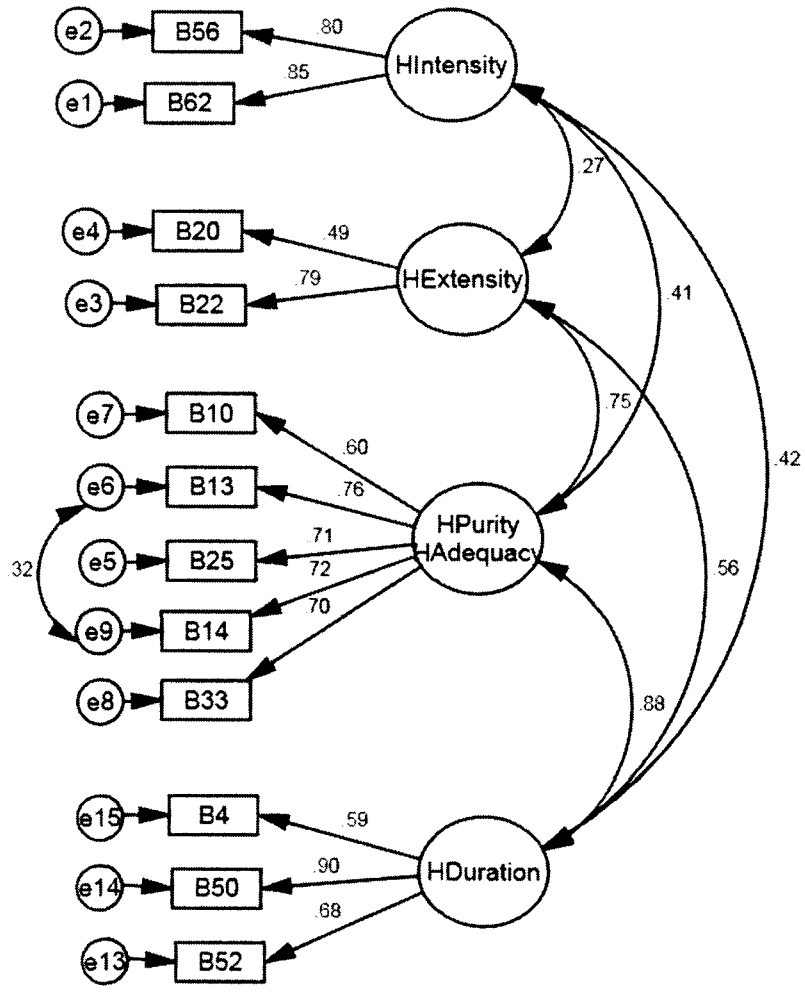 e2 B56 .80 HIntensity
e1 B62 .85
.27
e4 B20 .49
e3 B22 .79 HExtensity
.41
e7 B10 .60
.75
e6 B13 .76
.42
HPurity
HAdequacy
e5 B25 .71
.32 .72 .56
e9 B14
.70
e8 B33
.88
e15 B4 .59
e14 B50 .90 HDuration
.68
e13 B52